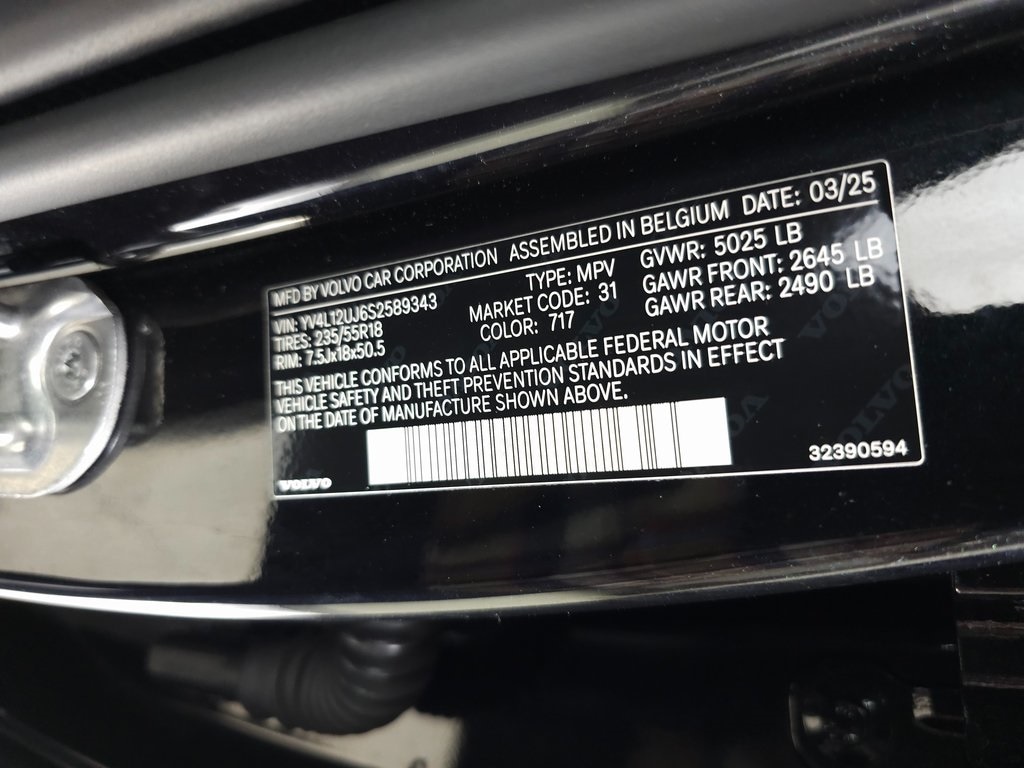 MFD BY VOLVO CAR CORPORATION ASSEMBLED IN BELGIUM DATE: 03/25
VIN: YV4L12UJ6S2589343 TYPE: MPV GVWR: 5025 LB
TIRES: 235/55R18 MARKET CODE: 31 GAWR FRONT: 2645 LB
RIM: 7.5Jx18x50.5 COLOR: 717 GAWR REAR: 2490 LB
THIS VEHICLE CONFORMS TO ALL APPLICABLE FEDERAL MOTOR
VEHICLE SAFETY AND THEFT PREVENTION STANDARDS IN EFFECT
ON THE DATE OF MANUFACTURE SHOWN ABOVE.
VOLVO 32390594